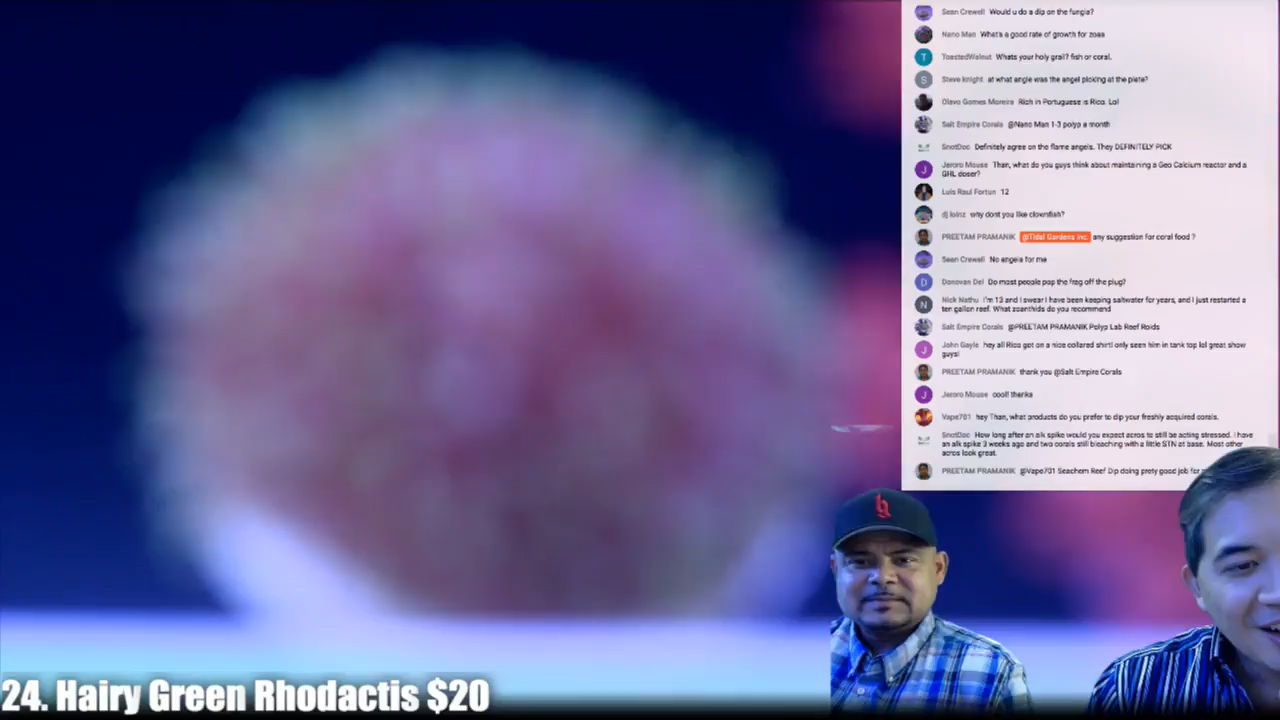 Sean Crewell Would u do a dip on the fungia?
Nano Man What's a good rate of growth for zoas
ToastedWalnut Whats your holy grail? fish or coral.
Steve knight at what angle was the angel picking at the plate?
Olavo Gomes Moreira Rich in Portuguese is Rico. Lol
Salt Empire Corals @Nano Man 1-3 polyp a month
SnotDoc Definitely agree on the flame angels. They DEFINITELY PICK
Jeroro Mouse Than, what do you guys think about maintaining a Geo Calcium reactor and a
GHL doser?
Luis Raul Fortun 12
dj loinz why dont you like clownfish?
PREETAM PRAMANIK @Tidal Gardens Inc. any suggestion for coral food ?
Sean Crewell No angels for me
Donovan Del Do most people pop the frag off the plug?
Nick Nathu I'm 13 and I swear I have been keeping saltwater for years, and I just restarted a
ten gallon reef. What zoanthids do you recommend
Salt Empire Corals @PREETAM PRAMANIK Polyp Lab Reef Roids
John Gayle hey all Rico got on a nice collared shirt! only seen him in tank top lol great show
guys!
PREETAM PRAMANIK thank you @Salt Empire Corals
Jeroro Mouse cool! thanks
Vape701 hey Than, what products do you prefer to dip your freshly acquired corals.
SnotDoc How long after an alk spike would you expect acros to still be acting stressed. I have
an alk spike 3 weeks ago and two corals still bleaching with a little STN at base. Most other
acros look great.
PREETAM PRAMANIK @Vape701 Seachem Reef Dip doing prety good job for
24. Hairy Green Rhodactis $20